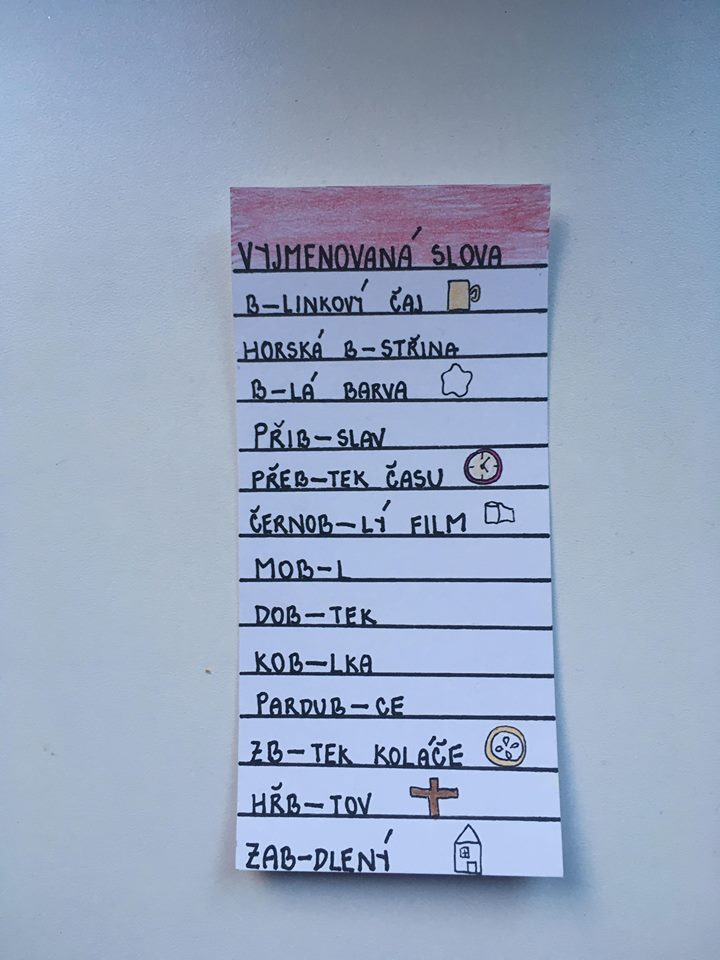 VYJMENOVANÁ SLOVA
B–LINKOVÝ ČAJ
HORSKÁ B–STŘINA
B–LÁ BARVA
PŘIB–SLAV
PŘEB–TEK ČASU
ČERNOB–LÝ FILM
MOB–L
DOB–TEK
KOB–LKA
PARDUB–CE
ZB–TEK KOLÁČE
HŘB–TOV
ZAB–DLENÝ